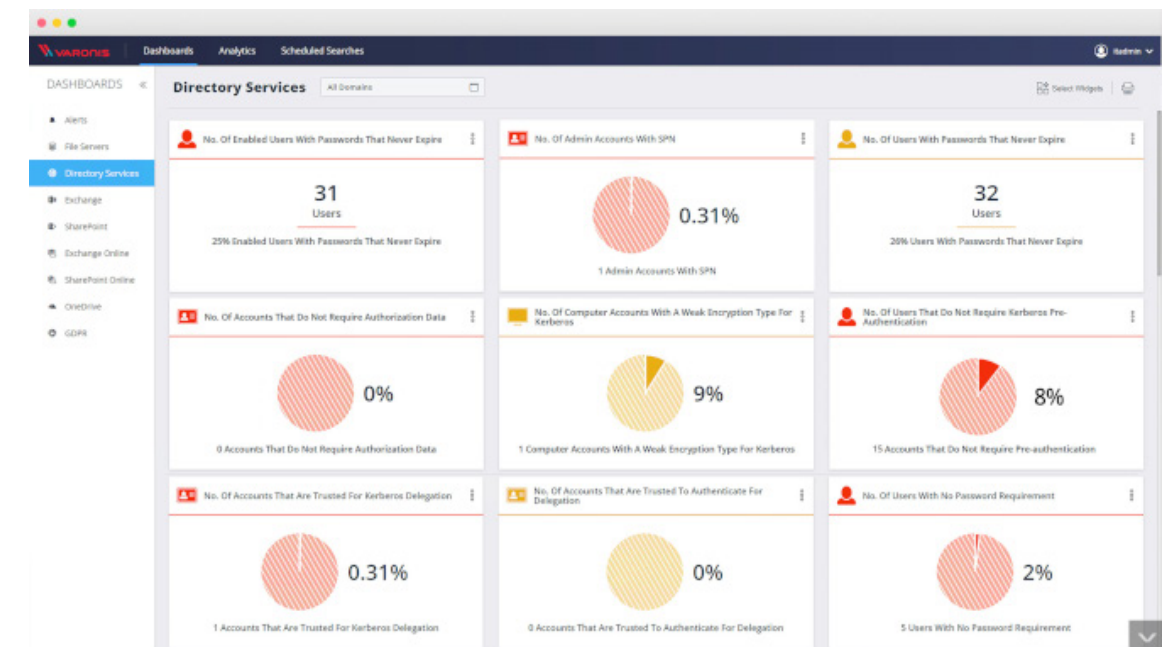 VARONIS
Dashboards
Analytics
Scheduled Searches
DASHBOARDS «
Directory Services
All Domains
Select Widgets
Alerts
File Servers
Directory Services
Exchange
SharePoint
Exchange Online
SharePoint Online
OneDrive
GDPR
No. Of Enabled Users With Passwords That Never Expire
31
Users
25% Enabled Users With Passwords That Never Expire
No. Of Admin Accounts With SPN
0.31%
1 Admin Accounts With SPN
No. Of Users With Passwords That Never Expire
32
Users
26% Users With Passwords That Never Expire
No. Of Accounts That Do Not Require Authorization Data
0%
0 Accounts That Do Not Require Authorization Data
No. Of Computer Accounts With A Weak Encryption Type For
Kerberos
9%
1 Computer Accounts With A Weak Encryption Type For Kerberos
No. Of Users That Do Not Require Kerberos Pre-
Authentication
8%
15 Accounts That Do Not Require Pre-authentication
No. Of Accounts That Are Trusted For Kerberos Delegation
0.31%
1 Accounts That Are Trusted For Kerberos Delegation
No. Of Accounts That Are Trusted To Authenticate For
Delegation
0%
0 Accounts That Are Trusted To Authenticate For Delegation
No. Of Users With No Password Requirement
2%
5 Users With No Password Requirement